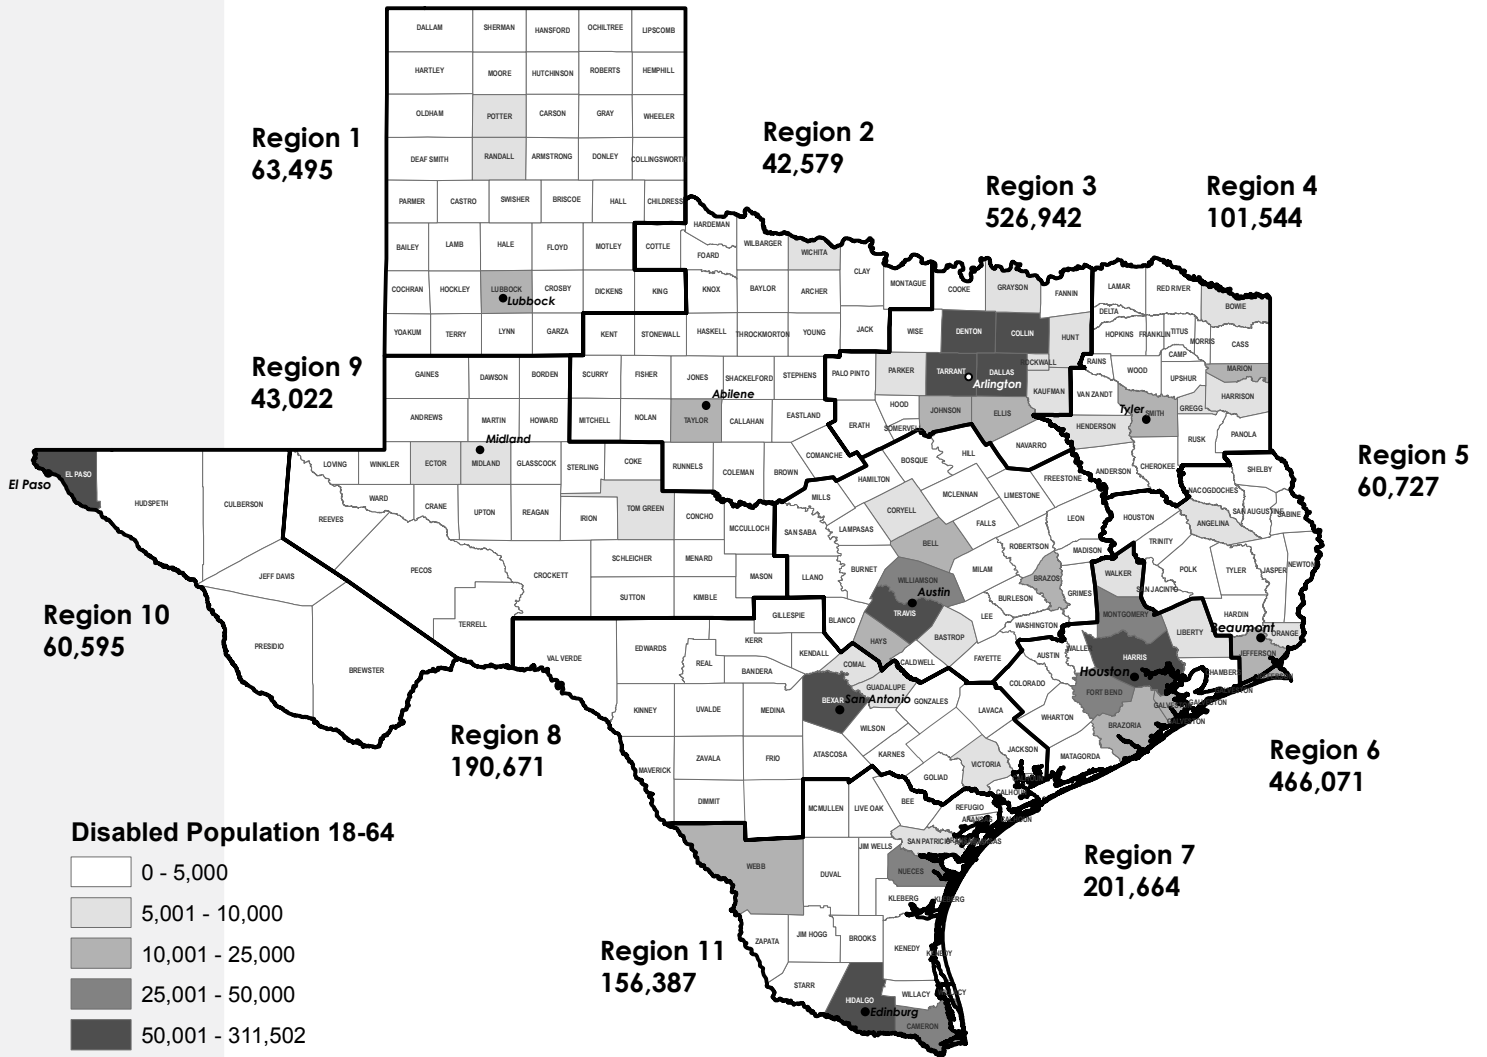 DALLAM SHERMAN HANSFORD OCHILTREE LIPSCOMB
HARTLEY MOORE HUTCHINSON ROBERTS HEMPHILL
OLDHAM POTTER CARSON GRAY WHEELER
Region 1
63,495
Region 2
42,579
DEAF SMITH RANDALL ARMSTRONG DONLEY COLLINGSWORTH
Region 3
526,942
Region 4
101,544
PARMER CASTRO SWISHER BRISCOE HALL CHILDRESS
HARDEMAN
BAILEY LAMB HALE FLOYD MOTLEY COTTLE FOARD WILBARGER WICHITA
CLAY MONTAGUE COOKE GRAYSON FANNIN LAMAR RED RIVER BOWIE
COCHRAN HOCKLEY LUBBOCK CROSBY DICKENS KING KNOX BAYLOR ARCHER
Lubbock
DELTA
YOAKUM TERRY LYNN GARZA KENT STONEWALL HASKELL THROCKMORTON YOUNG JACK WISE DENTON COLLIN HUNT HOPKINS FRANKLIN TITUS MORRIS CASS
CAMP
Region 9
43,022
ROCKWALL RAINS WOOD UPSHUR MARION
GAINES DAWSON BORDEN SCURRY FISHER JONES SHACKELFORD STEPHENS PALO PINTO PARKER TARRANT DALLAS
Arlington
KAUFMAN VAN ZANDT HARRISON
Abilene
HOOD JOHNSON ELLIS Tyler SMITH GREGG
ANDREWS MARTIN HOWARD MITCHELL NOLAN TAYLOR CALLAHAN EASTLAND ERATH SOMERVELL HENDERSON RUSK PANOLA
Midland
NAVARRO
LOVING WINKLER ECTOR MIDLAND GLASSCOCK STERLING COKE RUNNELS COLEMAN BROWN COMANCHE BOSQUE HILL ANDERSON CHEROKEE SHELBY
Region 5
60,727
El Paso
EL PASO HUDSPETH CULBERSON
HAMILTON FREESTONE
WARD CRANE UPTON REAGAN IRION TOM GREEN CONCHO MCCULLOCH MILLS MCLENNAN LIMESTONE NACOGDOCHES
REEVES SAN SABA LAMPASAS CORYELL FALLS LEON HOUSTON ANGELINA SAN AUGUSTINE SABINE
SCHLEICHER MENARD BELL ROBERTSON MADISON TRINITY
JEFF DAVIS PECOS CROCKETT MASON LLANO BURNET MILAM WALKER POLK TYLER JASPER NEWTON
SUTTON KIMBLE WILLIAMSON BRAZOS SAN JACINTO
Austin
Region 10
60,595
TERRELL GILLESPIE BLANCO TRAVIS LEE BURLESON GRIMES MONTGOMERY HARDIN
WASHINGTON LIBERTY Beaumont ORANGE
PRESIDIO BREWSTER VAL VERDE EDWARDS KERR KENDALL HAYS BASTROP JEFFERSON
REAL BANDERA COMAL CALDWELL FAYETTE AUSTIN WALLER HARRIS
Houston
CHAMBERS
BEXAR San Antonio GUADALUPE GONZALES COLORADO FORT BEND
KINNEY UVALDE MEDINA WILSON LAVACA WHARTON BRAZORIA GALVESTON
Region 8
190,671
MAVERICK ZAVALA FRIO ATASCOSA KARNES JACKSON MATAGORDA
Region 6
466,071
VICTORIA GOLIAD CALHOUN
DIMMIT MCMULLEN LIVE OAK BEE REFUGIO
ARANSAS
WEBB DUVAL JIM WELLS SAN PATRICIO
NUECES
Region 7
201,664
KLEBERG
JIM HOGG BROOKS KENEDY
ZAPATA
Region 11
156,387
STARR HIDALGO WILLACY
Edinburg
CAMERON
Disabled Population 18-64
0 - 5,000
5,001 - 10,000
10,001 - 25,000
25,001 - 50,000
50,001 - 311,502